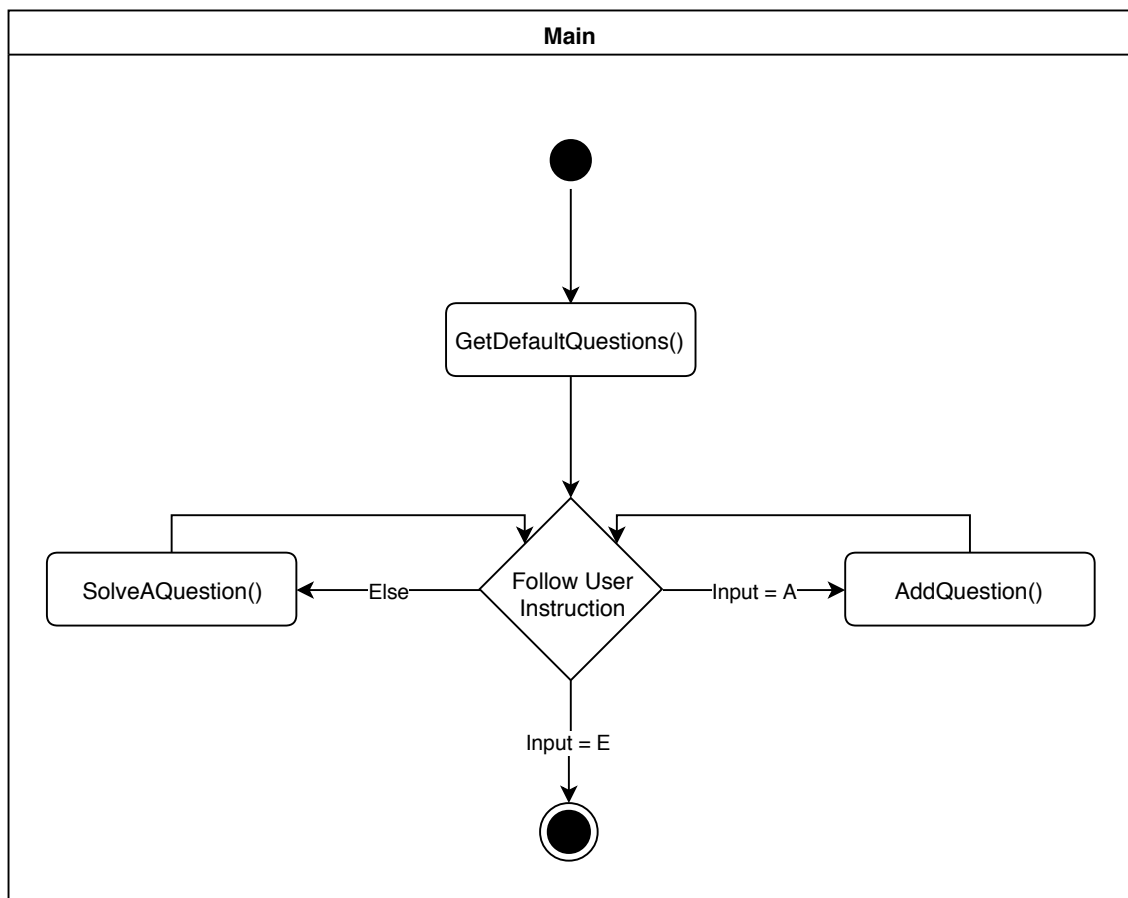 Main
GetDefaultQuestions()
Follow User
Instruction
SolveAQuestion()
Else
Input = A
AddQuestion()
Input = E